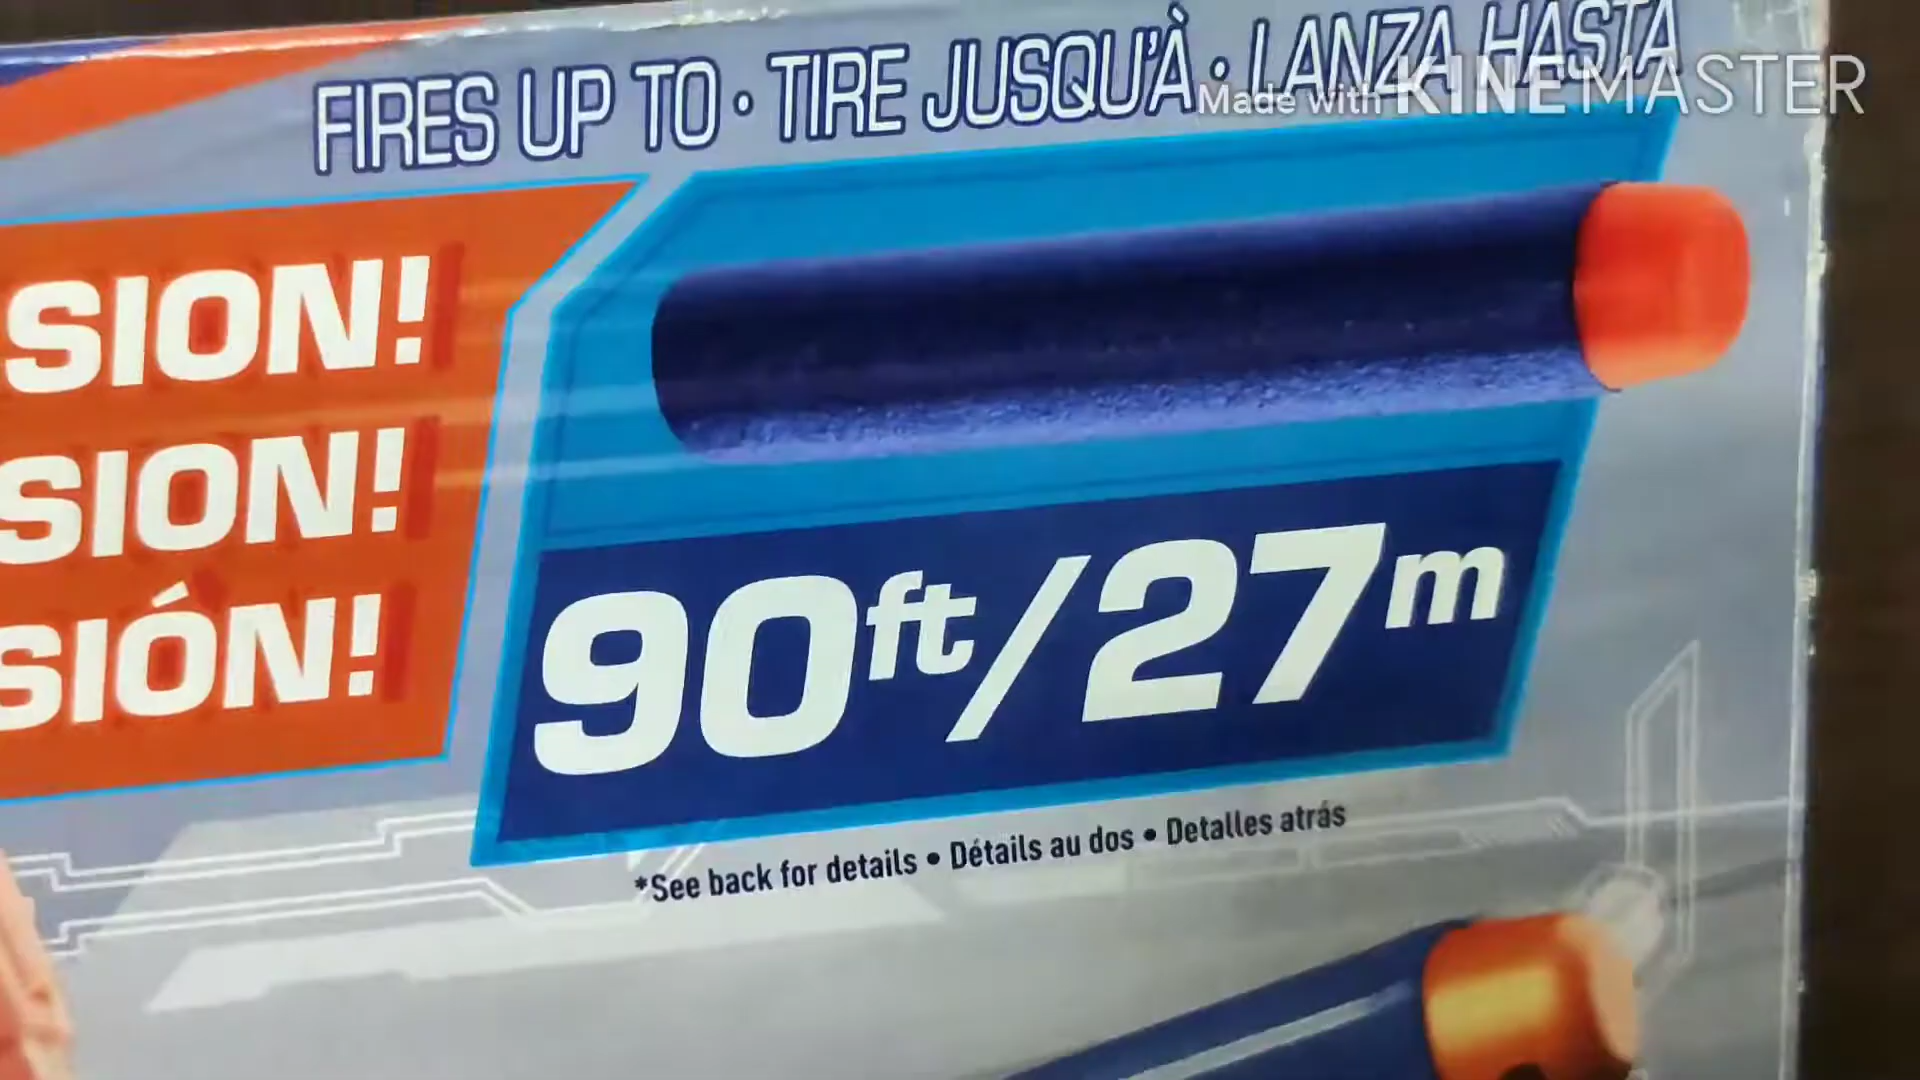 FIRES UP TO • TIRE JUSQU'À • LANZA HASTA
Made with KINEMASTER
SION!
SION!
SIÓN!
90ft/27m
*See back for details • Détails au dos • Detalles atrás